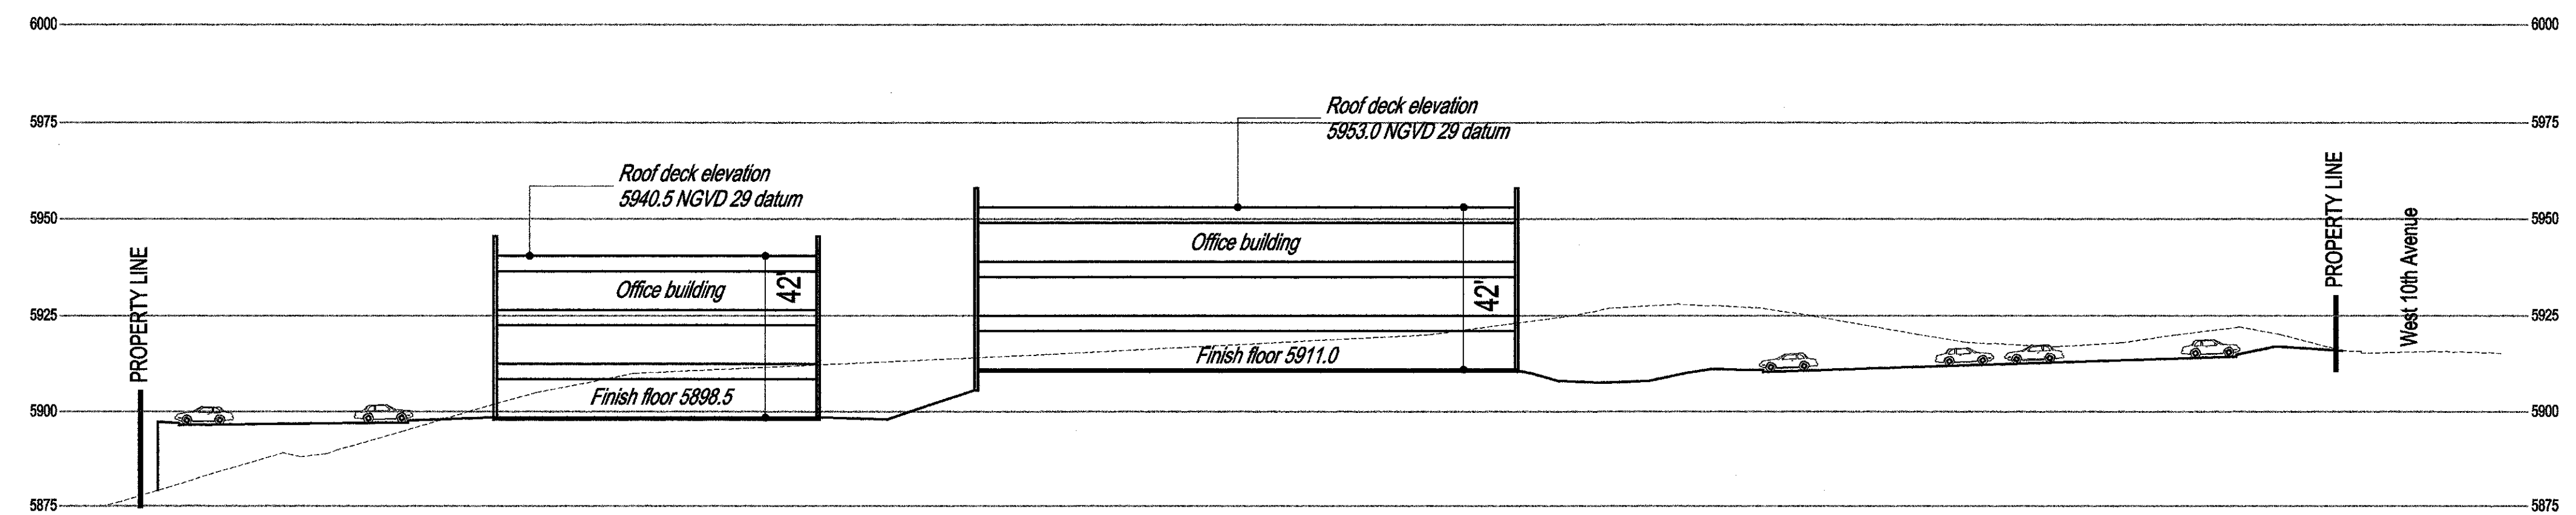 6000
6000
Roof deck elevation
5953.0 NGVD 29 datum
5975
5975
Roof deck elevation
5940.5 NGVD 29 datum
PROPERTY LINE
5950
5950
Office building
West 10th Avenue
PROPERTY LINE
Office building
42'
42'
5925
5925
Finish floor 5911.0
Finish floor 5898.5
5900
5900
5875
5875